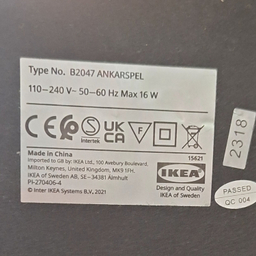 Type No. B2047 ANKARSPEL
110-240 V~ 50-60 Hz Max 16 W
CE S Intertek UK CA F
Made in China
15621
Imported to GB by: IKEA Ltd, 100 Avebury Boulevard,
Milton Keynes, United Kingdom, MK9 1FH.
IKEA of Sweden AB, SE-34381 Älmhult
PI-270406-4
© Inter IKEA Systems B.V. 2021
IKEA
Design and Quality
IKEA of Sweden
2318
PASSED
QC 004